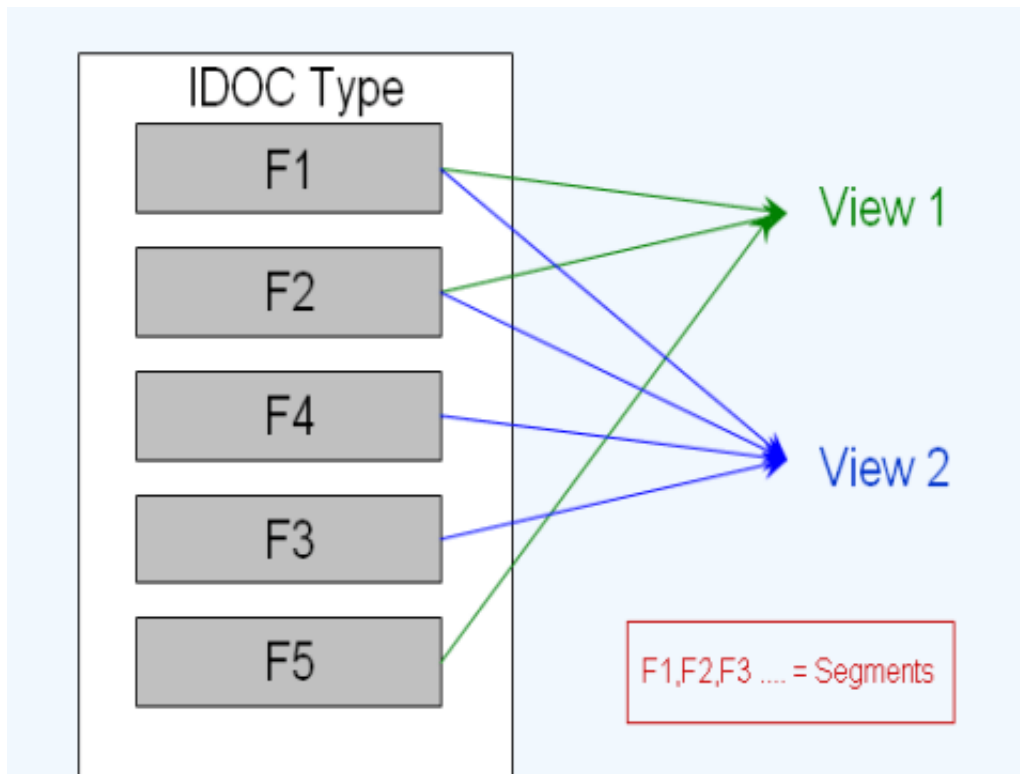 IDOC Type
F1
F2
F4
F3
F5
View 1
View 2
F1,F2,F3 .... = Segments